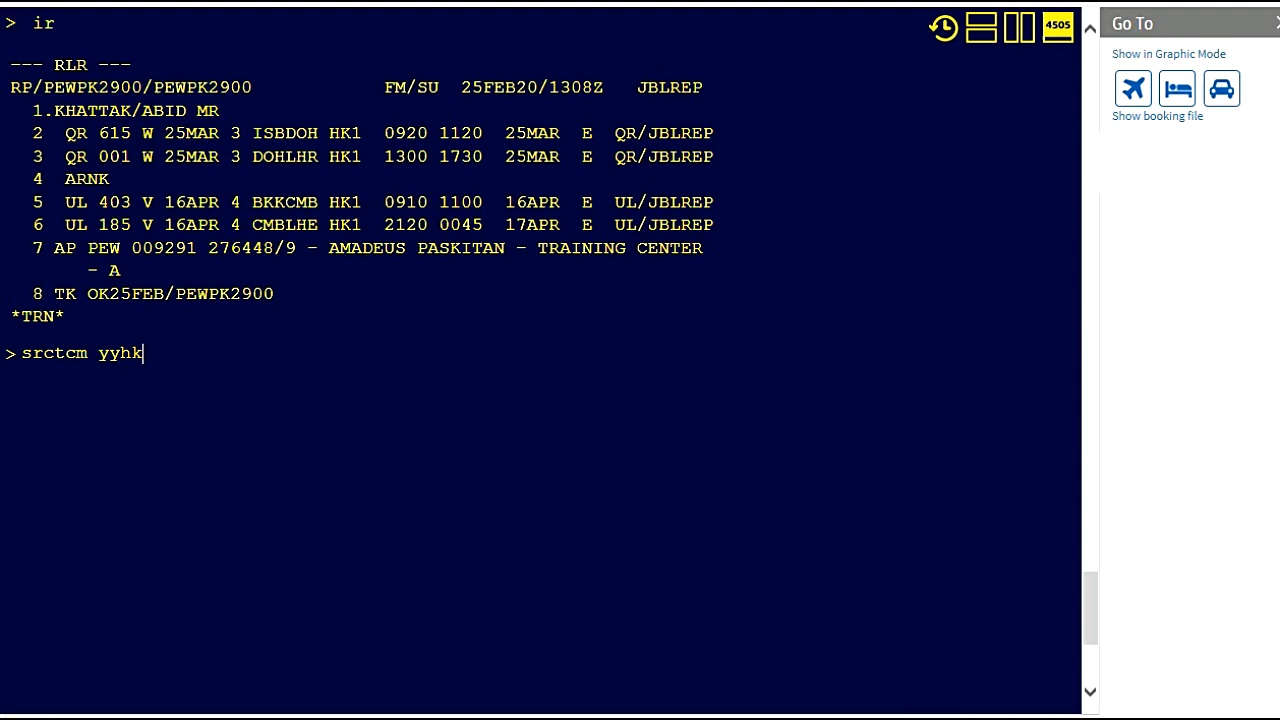 > ir
4505
--- RLR ---
RP/PEWPK2900/PEWPK2900            FM/SU  25FEB20/1308Z   JBLREP
  1.KHATTAK/ABID MR
  2  QR 615 W 25MAR 3 ISBDOH HK1  0920 1120  25MAR  E  QR/JBLREP
  3  QR 001 W 25MAR 3 DOHLHR HK1  1300 1730  25MAR  E  QR/JBLREP
  4  ARNK
  5  UL 403 V 16APR 4 BKKCMB HK1  0910 1100  16APR  E  UL/JBLREP
  6  UL 185 V 16APR 4 CMBLHE HK1  2120 0045  17APR  E  UL/JBLREP
  7 AP PEW 009291 276448/9 - AMADEUS PASKITAN - TRAINING CENTER
       - A
  8 TK OK25FEB/PEWPK2900
*TRN*
>srctcm yyhk
Go To
Show in Graphic Mode
Show booking file